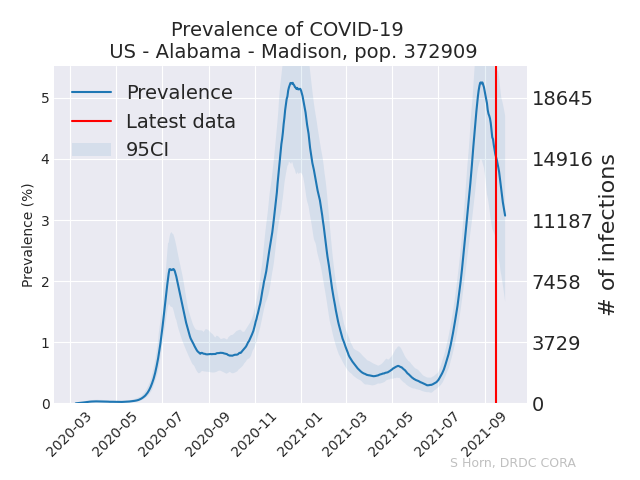 Prevalence of COVID-19
US - Alabama - Madison, pop. 372909
Prevalence
Latest data
95CI
Prevalence (%)
5
4
3
2
1
0
18645
14916
11187
7458
3729
0
# of infections
2020-03
2020-05
2020-07
2020-09
2020-11
2021-01
2021-03
2021-05
2021-07
2021-09
S Horn, DRDC CORA